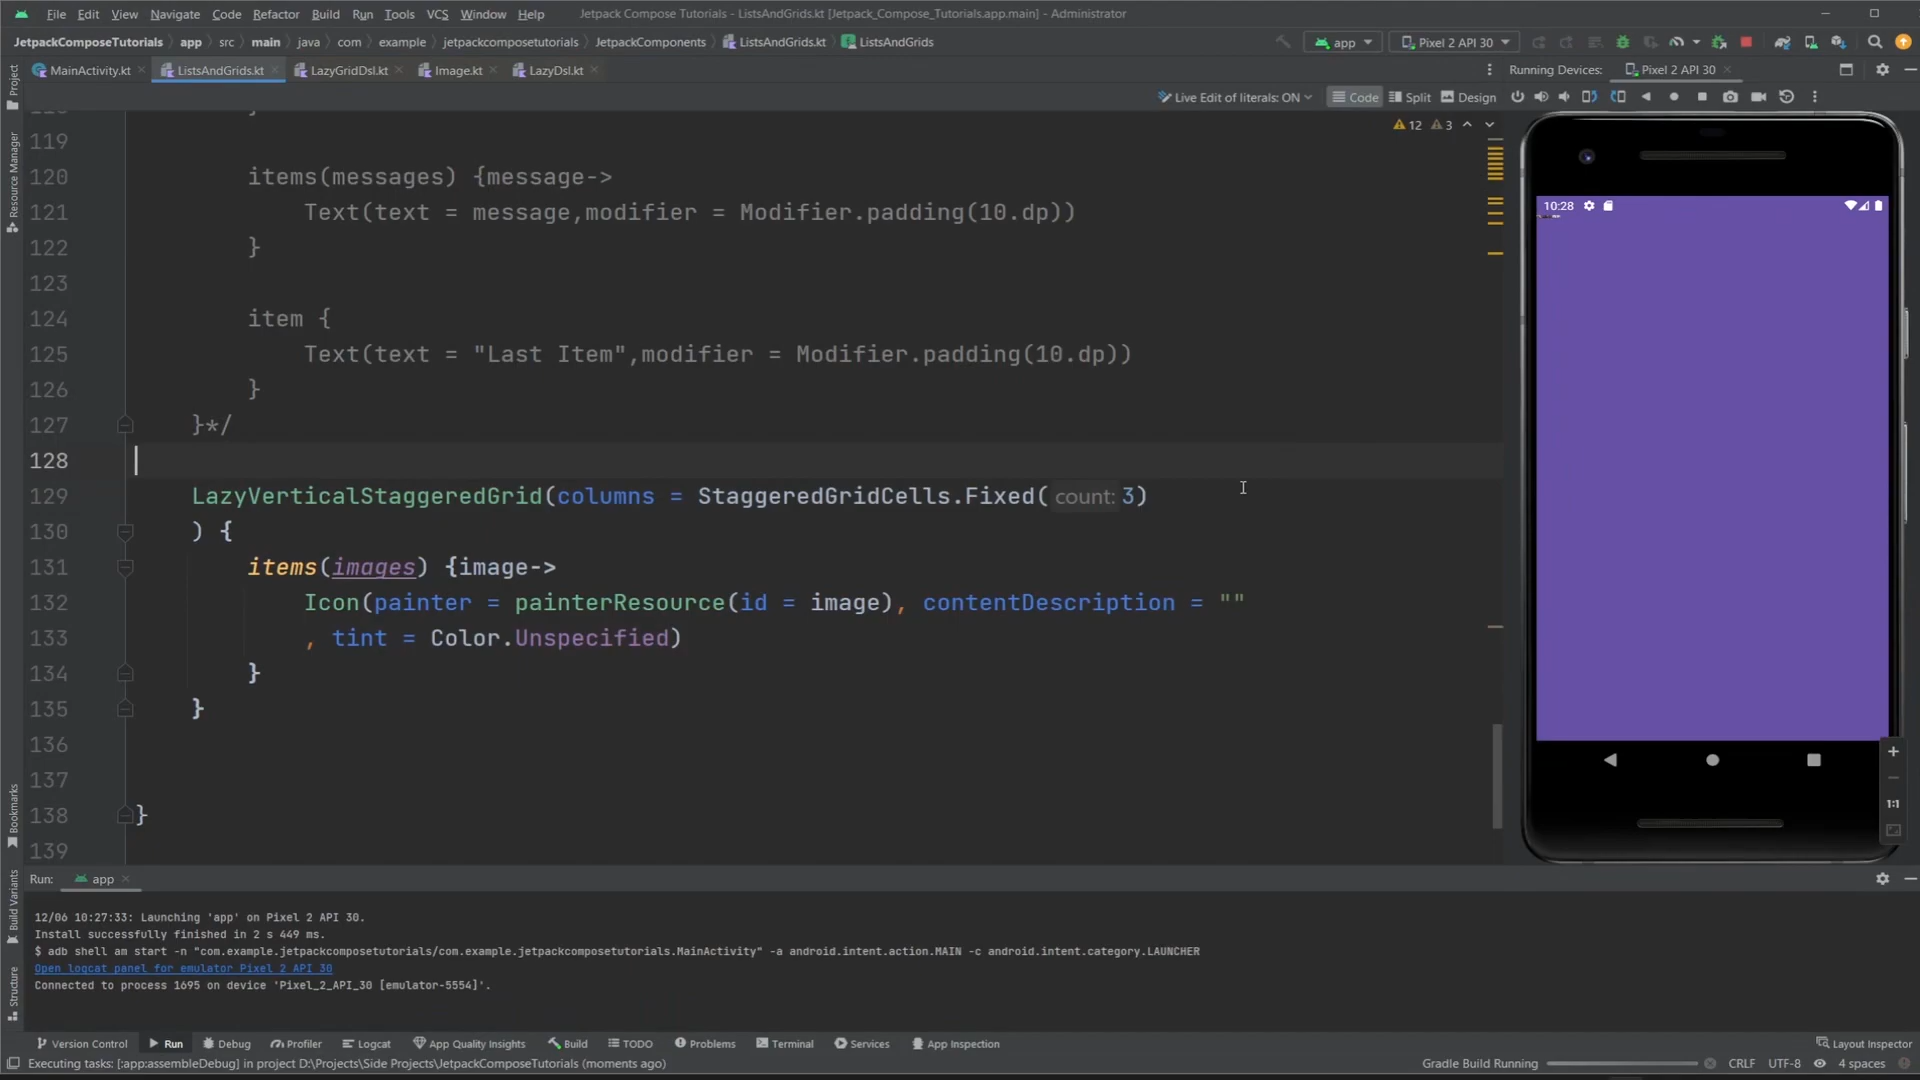 File Edit View Navigate Code Refactor Build Run Tools VCS Window Help Jetpack Compose Tutorials - ListsAndGrids.kt [Jetpack_Compose_Tutorials.app.main] - Administrator
JetpackComposeTutorials app src main java com example jetpackcomposetutorials JetpackComponents ListsAndGrids.kt ListsAndGrids app Pixel 2 API 30
MainActivity.kt ListsAndGrids.kt LazyGridDsl.kt Image.kt LazyDsl.kt Running Devices: Pixel 2 API 30
Live Edit of literals: ON Code Split Design
12 3
Project
Resource Manager
Bookmarks
Build Variants
Structure
119
120 items(messages) {message->
121 Text(text = message,modifier = Modifier.padding(10.dp))
122 }
123
124 item {
125 Text(text = "Last Item",modifier = Modifier.padding(10.dp))
126 }
127 }*/
128
129 LazyVerticalStaggeredGrid(columns = StaggeredGridCells.Fixed( count: 3)
130 ) {
131 items(images) {image->
132 Icon(painter = painterResource(id = image), contentDescription = ""
133 , tint = Color.Unspecified)
134 }
135 }
136
137
138 }
139
10:28
1:1
Run: app
12/06 10:27:33: Launching 'app' on Pixel 2 API 30.
Install successfully finished in 2 s 449 ms.
$ adb shell am start -n "com.example.jetpackcomposetutorials/com.example.jetpackcomposetutorials.MainActivity" -a android.intent.action.MAIN -c android.intent.category.LAUNCHER
Open logcat panel for emulator Pixel 2 API 30
Connected to process 1695 on device 'Pixel_2_API_30 [emulator-5554]'.
Version Control Run Debug Profiler Logcat App Quality Insights Build TODO Problems Terminal Services App Inspection Layout Inspector
Executing tasks: [:app:assembleDebug] in project D:\Projects\Side Projects\JetpackComposeTutorials (moments ago) Gradle Build Running CRLF UTF-8 4 spaces